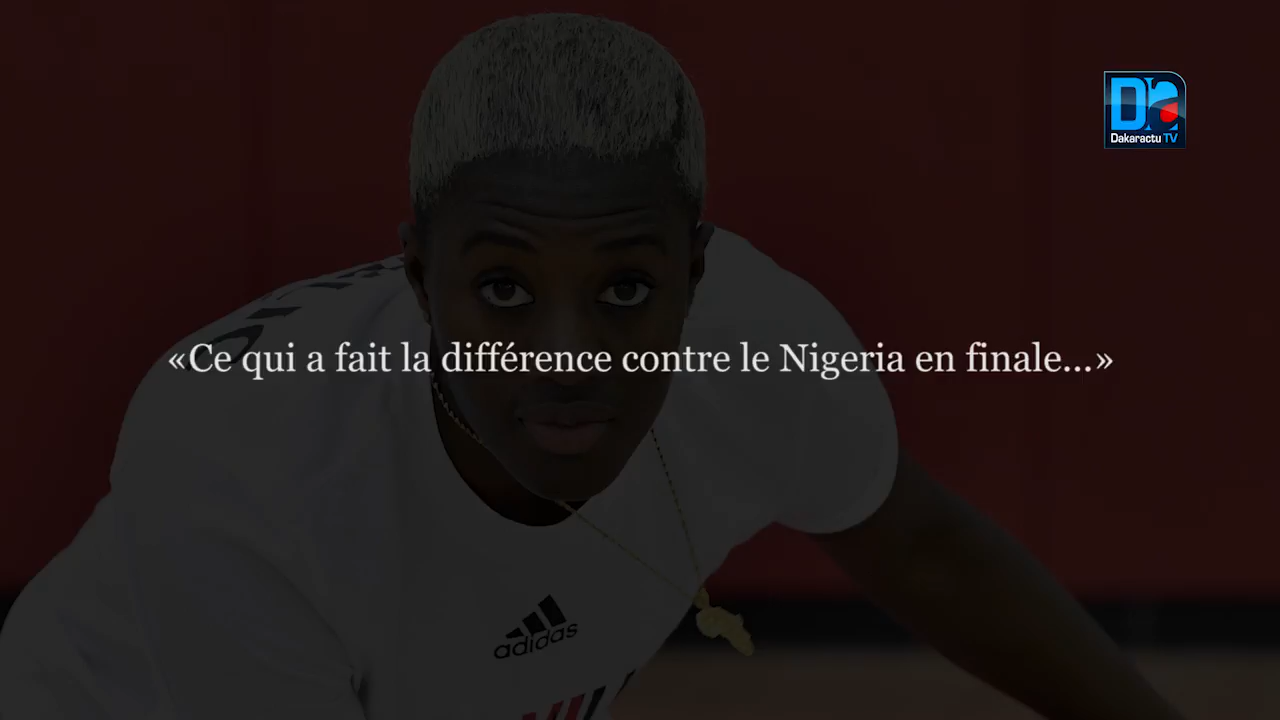 Dakaractu TV
«Ce qui a fait la différence contre le Nigeria en finale...»
adidas